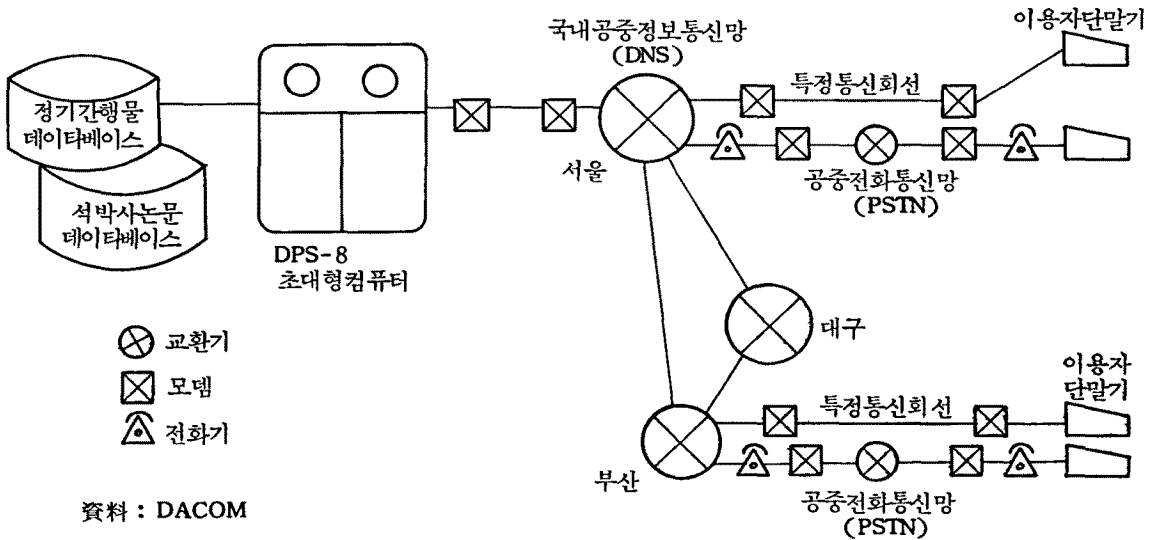 국내공중정보통신망
(DNS)
이용자단말기
정기간행물
데이타베이스
특정통신회선
서울
공중전화통신망
(PSTN)
석박사논문
데이타베이스
DPS-8
초대형컴퓨터
교환기
모뎀
전화기
대구
이용자
단말기
특정통신회선
부산
공중전화통신망
(PSTN)
資料 : DACOM